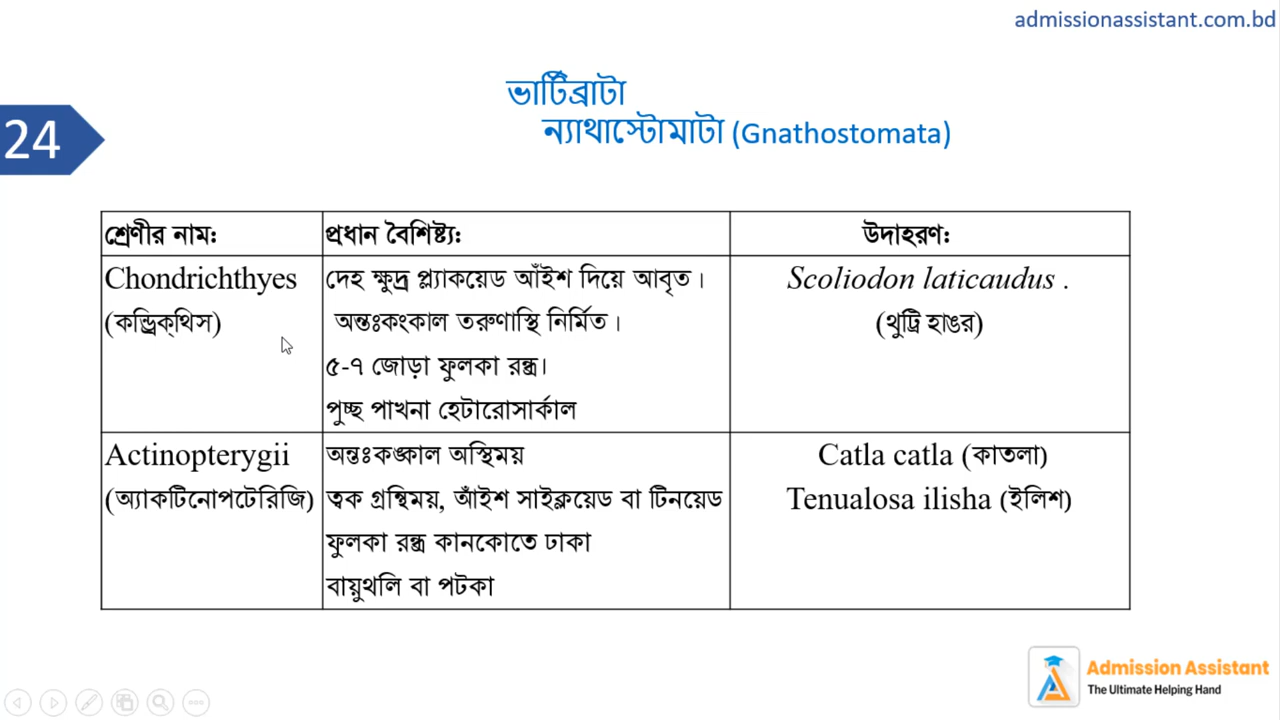 admissionassistant.com.bd
ভার্টিব্রাটা
ন্যাথাস্টোমাটা (Gnathostomata)
24
শ্রেণীর নাম:
প্রধান বৈশিষ্ট্য:
উদাহরণ:
Chondrichthyes
(কন্ড্রিক্‌থিস)
দেহ ক্ষুদ্র প্ল্যাকয়েড আঁইশ দিয়ে আবৃত।
অন্তঃকংকাল তরুণাস্থি নির্মিত।
৫-৭ জোড়া ফুলকা রন্ধ্র।
পুচ্ছ পাখনা হেটারোসার্কাল
Scoliodon laticaudus .
(থুট্টি হাঙর)
Actinopterygii
(অ্যাকটিনোপটেরিজি)
অন্তঃকঙ্কাল অস্থিময়
ত্বক গ্রন্থিময়, আঁইশ সাইক্লয়েড বা টিনয়েড
ফুলকা রন্ধ্র কানকোতে ঢাকা
বায়ুথলি বা পটকা
Catla catla (কাতলা)
Tenualosa ilisha (ইলিশ)
Admission Assistant
The Ultimate Helping Hand